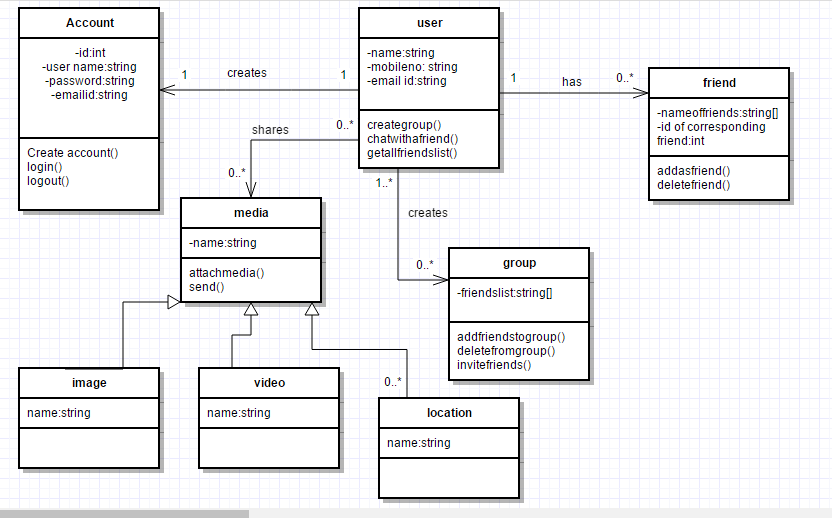 Account
-id:int
-user name:string
-password:string
-emailid:string
Create account()
login()
logout()
1
creates
1
user
-name:string
-mobileno: string
-email id:string
creategroup()
chatwithafriend()
getallfriendslist()
1
has
0..*
friend
-nameoffriends:string[]
-id of corresponding
friend:int
addasfriend()
deletefriend()
0..*
shares
0..*
media
-name:string
attachmedia()
send()
1..*
creates
0..*
group
-friendslist:string[]
addfriendstogroup()
deletefromgroup()
invitefriends()
image
name:string
video
name:string
0..*
location
name:string